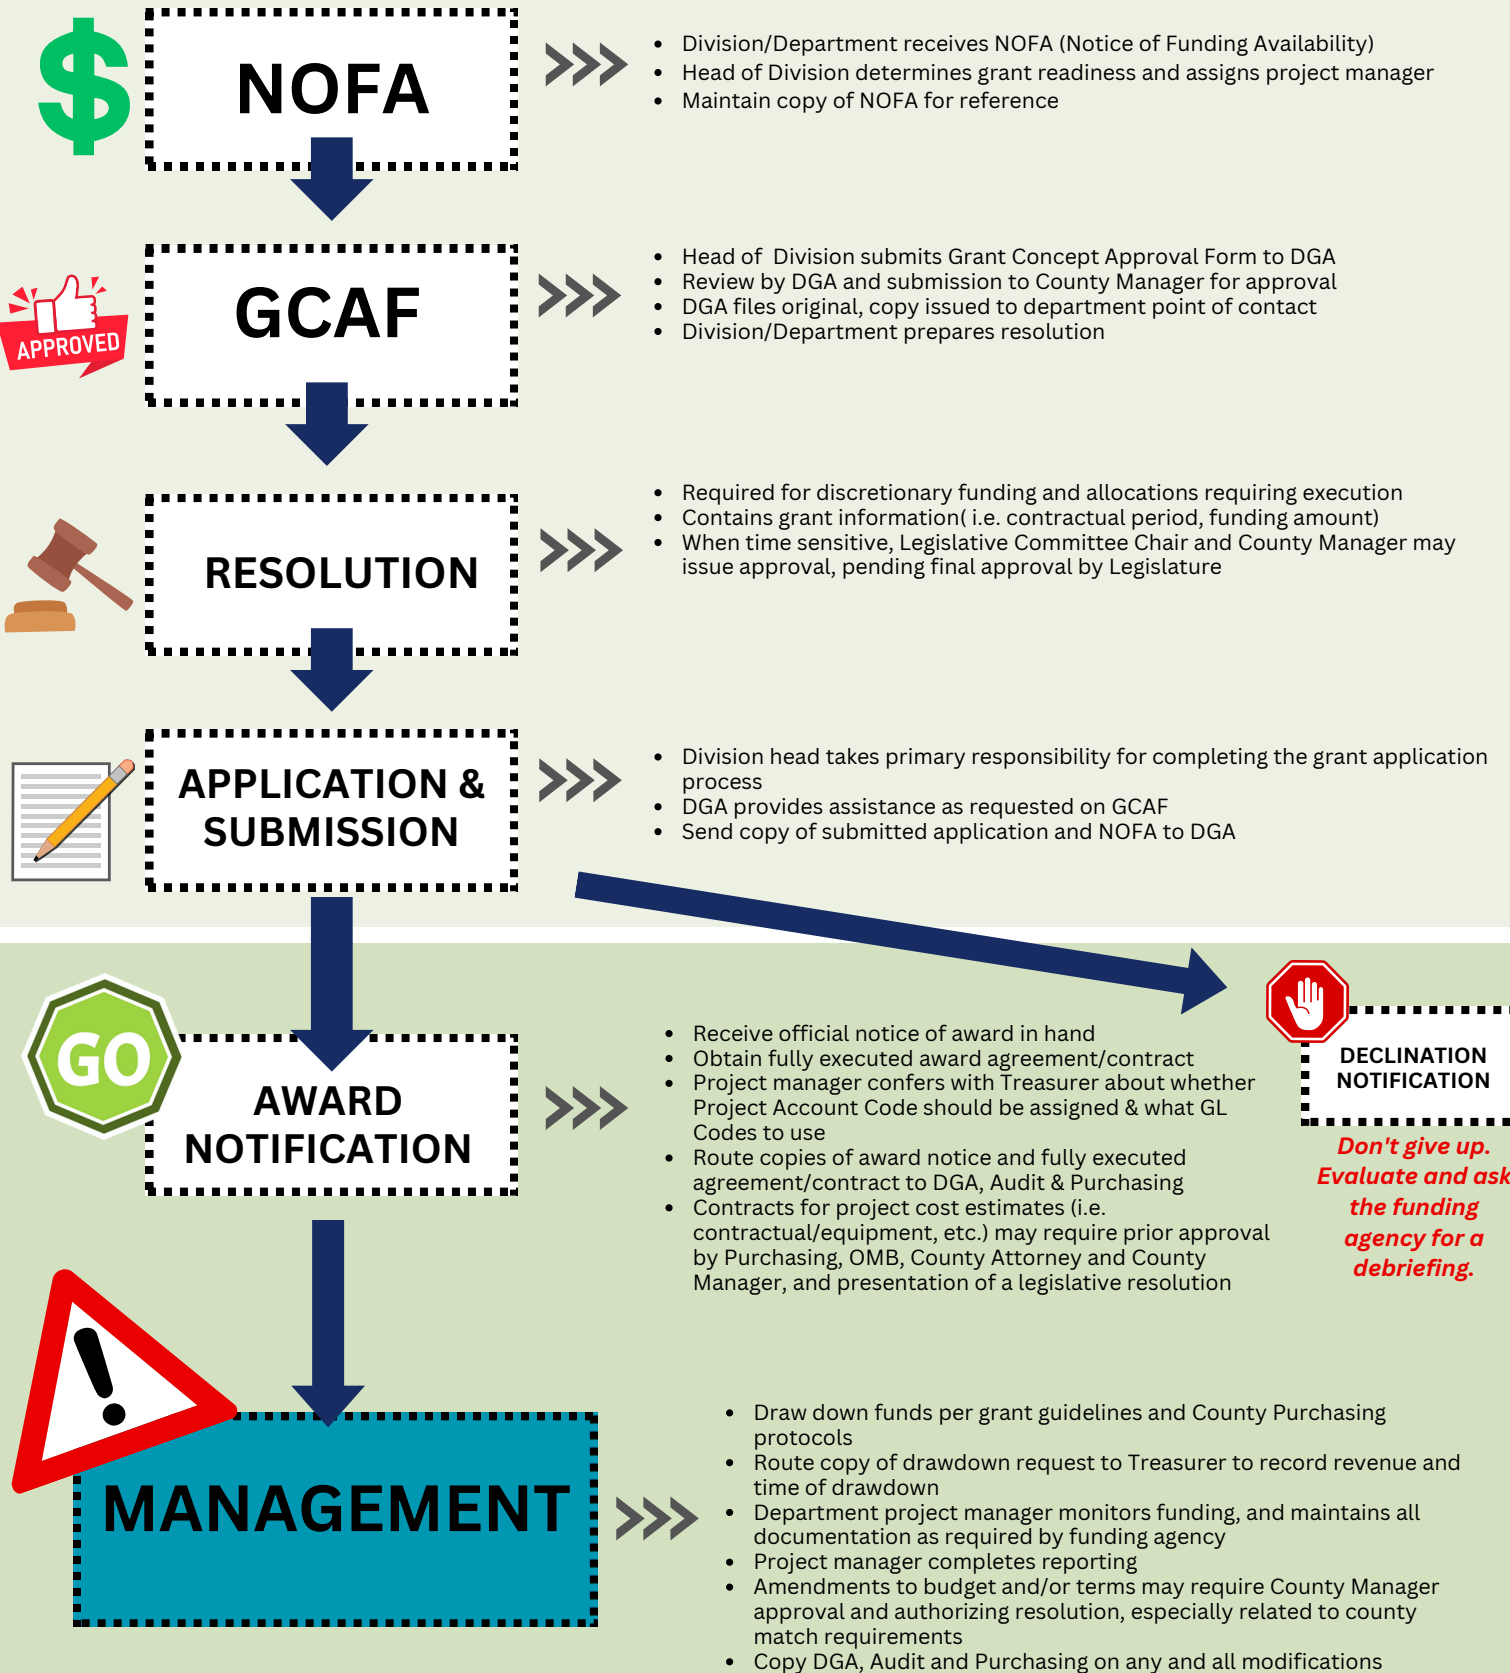 NOFA
• Division/Department receives NOFA (Notice of Funding Availability)
• Head of Division determines grant readiness and assigns project manager
• Maintain copy of NOFA for reference
APPROVED
GCAF
• Head of  Division submits Grant Concept Approval Form to DGA
• Review by DGA and submission to County Manager for approval
• DGA files original, copy issued to department point of contact
• Division/Department prepares resolution
RESOLUTION
• Required for discretionary funding and allocations requiring execution
• Contains grant information( i.e. contractual period, funding amount)
• When time sensitive, Legislative Committee Chair and County Manager may
issue approval, pending final approval by Legislature
APPLICATION &
SUBMISSION
• Division head takes primary responsibility for completing the grant application
process
• DGA provides assistance as requested on GCAF
• Send copy of submitted application and NOFA to DGA
GO
AWARD
NOTIFICATION
• Receive official notice of award in hand
• Obtain fully executed award agreement/contract
• Project manager confers with Treasurer about whether
Project Account Code should be assigned & what GL
Codes to use
• Route copies of award notice and fully executed
agreement/contract to DGA, Audit & Purchasing
• Contracts for project cost estimates (i.e.
contractual/equipment, etc.) may require prior approval
by Purchasing, OMB, County Attorney and County
Manager, and presentation of a legislative resolution
DECLINATION
NOTIFICATION
Don't give up.
Evaluate and ask
the funding
agency for a
debriefing.
MANAGEMENT
• Draw down funds per grant guidelines and County Purchasing
protocols
• Route copy of drawdown request to Treasurer to record revenue and
time of drawdown
• Department project manager monitors funding, and maintains all
documentation as required by funding agency
• Project manager completes reporting
• Amendments to budget and/or terms may require County Manager
approval and authorizing resolution, especially related to county
match requirements
• Copy DGA, Audit and Purchasing on any and all modifications